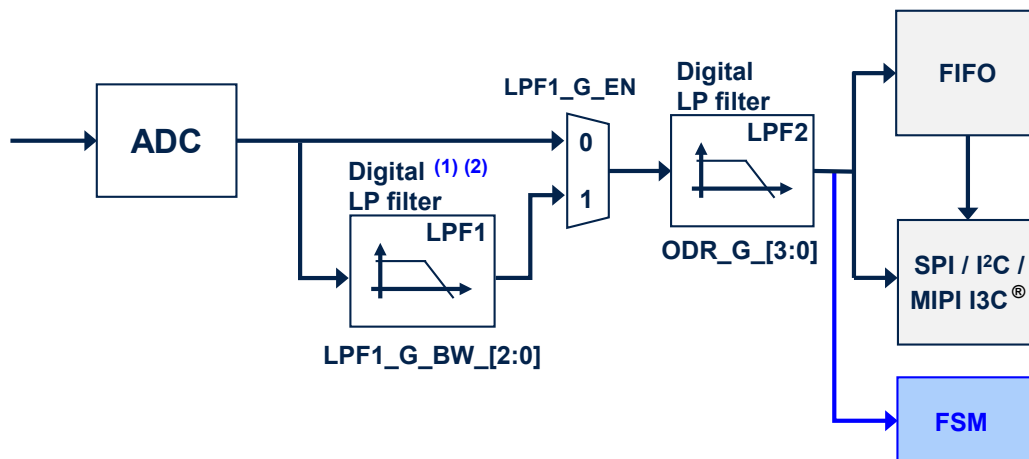 ADC
Digital (1) (2)
LP filter
LPF1
LPF1_G_BW_[2:0]
LPF1_G_EN
0
1
Digital
LP filter
LPF2
ODR_G_[3:0]
FIFO
SPI / I²C /
MIPI I3C ®
FSM